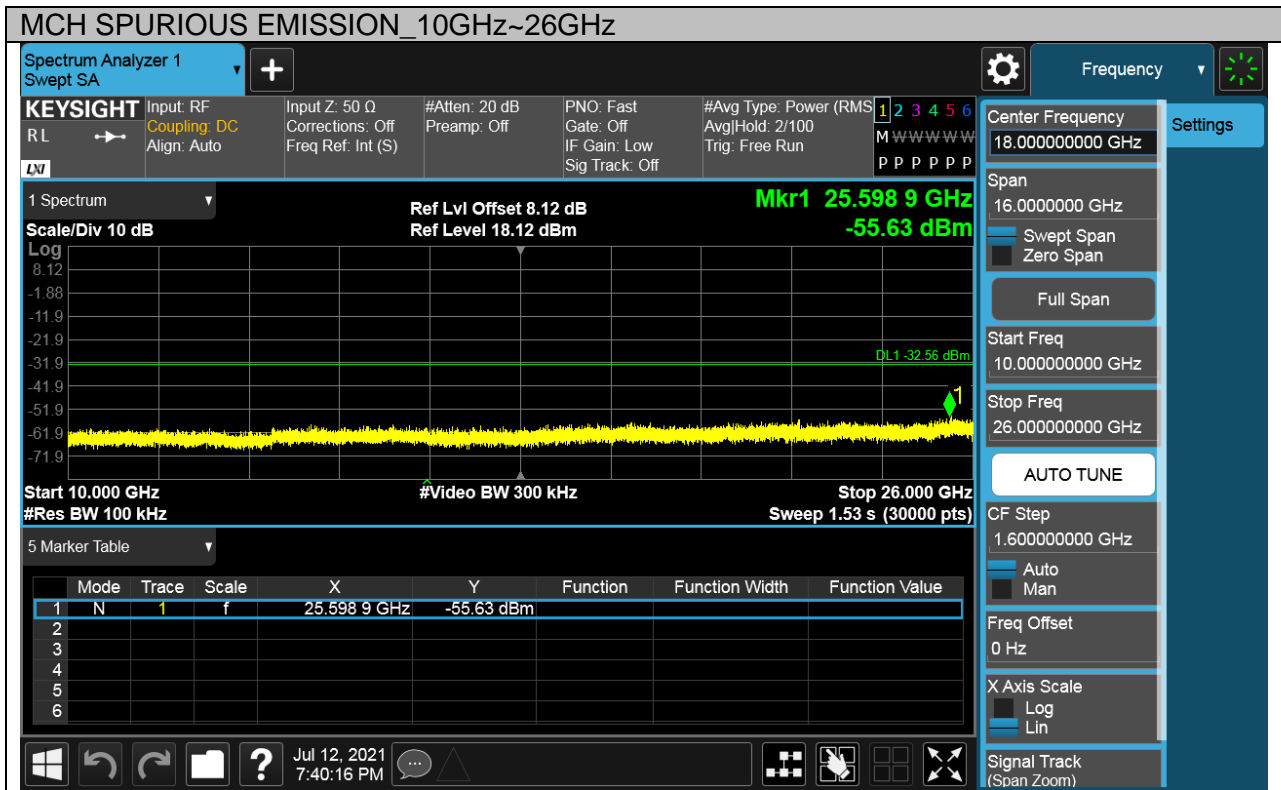 MCH SPURIOUS EMISSION_10GHz~26GHz
Spectrum Analyzer 1
Swept SA
+
Frequency
KEYSIGHT
RL
LXI
Input: RF
Coupling: DC
Align: Auto
Input Z: 50 Ω
Corrections: Off
Freq Ref: Int (S)
#Atten: 20 dB
Preamp: Off
PNO: Fast
Gate: Off
IF Gain: Low
Sig Track: Off
#Avg Type: Power (RMS
Avg|Hold: 2/100
Trig: Free Run
1 2 3 4 5 6
M W W W W W
P P P P P P
1 Spectrum
Scale/Div 10 dB
Ref Lvl Offset 8.12 dB
Ref Level 18.12 dBm
Mkr1 25.598 9 GHz
-55.63 dBm
Log
8.12
-1.88
-11.9
-21.9
-31.9
-41.9
-51.9
-61.9
-71.9
DL1 -32.56 dBm
1
Start 10.000 GHz
#Video BW 300 kHz
Stop 26.000 GHz
#Res BW 100 kHz
Sweep 1.53 s (30000 pts)
5 Marker Table
Mode Trace Scale X Y Function Function Width Function Value
1 N 1 f 25.598 9 GHz -55.63 dBm
2
3
4
5
6
?
Jul 12, 2021
7:40:16 PM
Center Frequency
18.000000000 GHz
Settings
Span
16.0000000 GHz
Swept Span
Zero Span
Full Span
Start Freq
10.000000000 GHz
Stop Freq
26.000000000 GHz
AUTO TUNE
CF Step
1.600000000 GHz
Auto
Man
Freq Offset
0 Hz
X Axis Scale
Log
Lin
Signal Track
(Span Zoom)